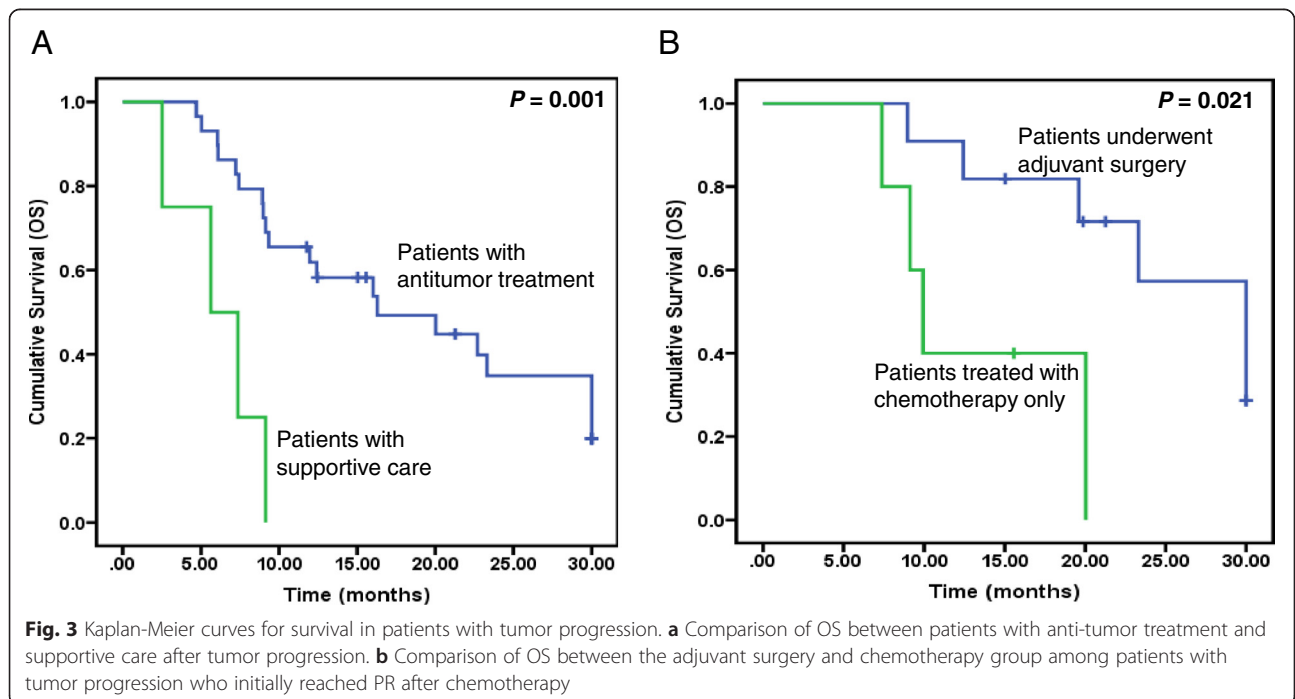 A
P = 0.001
Cumulative Survival (OS)
1.0
0.8
0.6
0.4
0.2
0.0
Patients with
antitumor treatment
Patients with
supportive care
.00 5.00 10.00 15.00 20.00 25.00 30.00
Time (months)
B
P = 0.021
Cumulative Survival (OS)
1.0
0.8
0.6
0.4
0.2
0.0
Patients underwent
adjuvant surgery
Patients treated with
chemotherapy only
.00 5.00 10.00 15.00 20.00 25.00 30.00
Time (months)
Fig. 3 Kaplan-Meier curves for survival in patients with tumor progression. a Comparison of OS between patients with anti-tumor treatment and
supportive care after tumor progression. b Comparison of OS between the adjuvant surgery and chemotherapy group among patients with
tumor progression who initially reached PR after chemotherapy